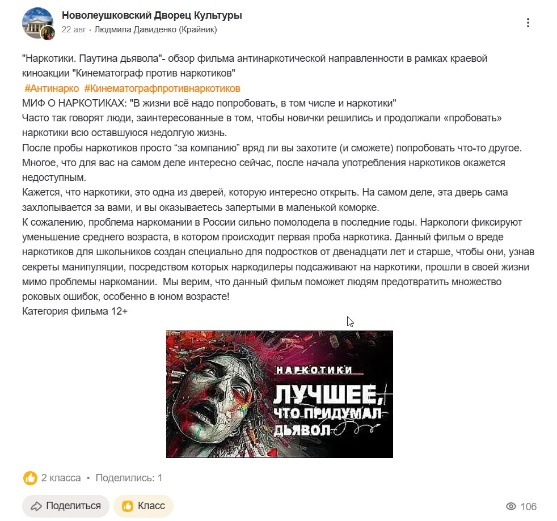 Новолеушковский Дворец Культуры
22 авг · Людмила Давиденко (Крайник)
"Наркотики. Паутина дьявола"- обзор фильма антинаркотической направленности в рамках краевой
киноакции "Кинематограф против наркотиков"
#Антинарко #Кинематографпротивнаркотиков
МИФ О НАРКОТИКАХ: "В жизни всё надо попробовать, в том числе и наркотики"
Часто так говорят люди, заинтересованные в том, чтобы новички решились и продолжали «пробовать»
наркотики всю оставшуюся недолгую жизнь.
После пробы наркотиков просто “за компанию” вряд ли вы захотите (и сможете) попробовать что-то другое.
Многое, что для вас на самом деле интересно сейчас, после начала употребления наркотиков окажется
недоступным.
Кажется, что наркотики, это одна из дверей, которую интересно открыть. На самом деле, эта дверь сама
захлопывается за вами, и вы оказываетесь запертыми в маленькой коморке.
К сожалению, проблема наркомании в России сильно помолодела в последние годы. Наркологи фиксируют
уменьшение среднего возраста, в котором происходит первая проба наркотика. Данный фильм о вреде
наркотиков для школьников создан специально для подростков от двенадцати лет и старше, чтобы они, узнав
секреты манипуляции, посредством которых наркодилеры подсаживают на наркотики, прошли в своей жизни
мимо проблемы наркомании. Мы верим, что данный фильм поможет людям предотвратить множество
роковых ошибок, особенно в юном возрасте!
Категория фильма 12+
НАРКОТИКИ
ЛУЧШЕЕ,
ЧТО ПРИДУМАЛ
ДЬЯВОЛ
2 класса · Поделились: 1
Поделиться Класс 106